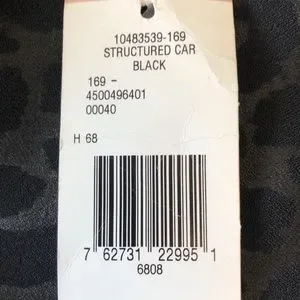 10483539-169
STRUCTURED CAR
BLACK
169 -
4500496401
00040
H 68
7 62731 22995 1
6808